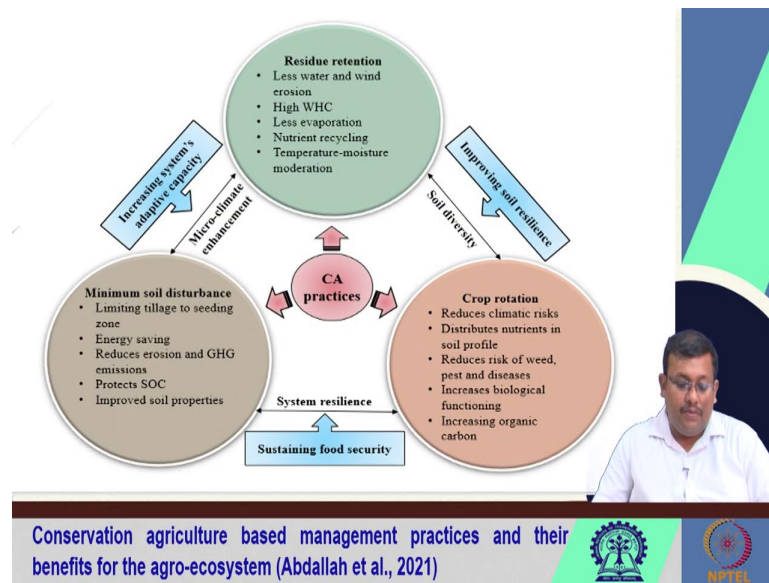 Residue retention
• Less water and wind
erosion
• High WHC
• Less evaporation
• Nutrient recycling
• Temperature-moisture
moderation
Increasing system's
adaptive capacity
Micro-climate
enhancement
Improving soil resilience
Soil diversity
CA
practices
Minimum soil disturbance
• Limiting tillage to seeding
zone
• Energy saving
• Reduces erosion and GHG
emissions
• Protects SOC
• Improved soil properties
Crop rotation
• Reduces climatic risks
• Distributes nutrients in
soil profile
• Reduces risk of weed,
pest and diseases
• Increases biological
functioning
• Increasing organic
carbon
System resilience
Sustaining food security
Conservation agriculture based management practices and their
benefits for the agro-ecosystem (Abdallah et al., 2021)
NPTEL